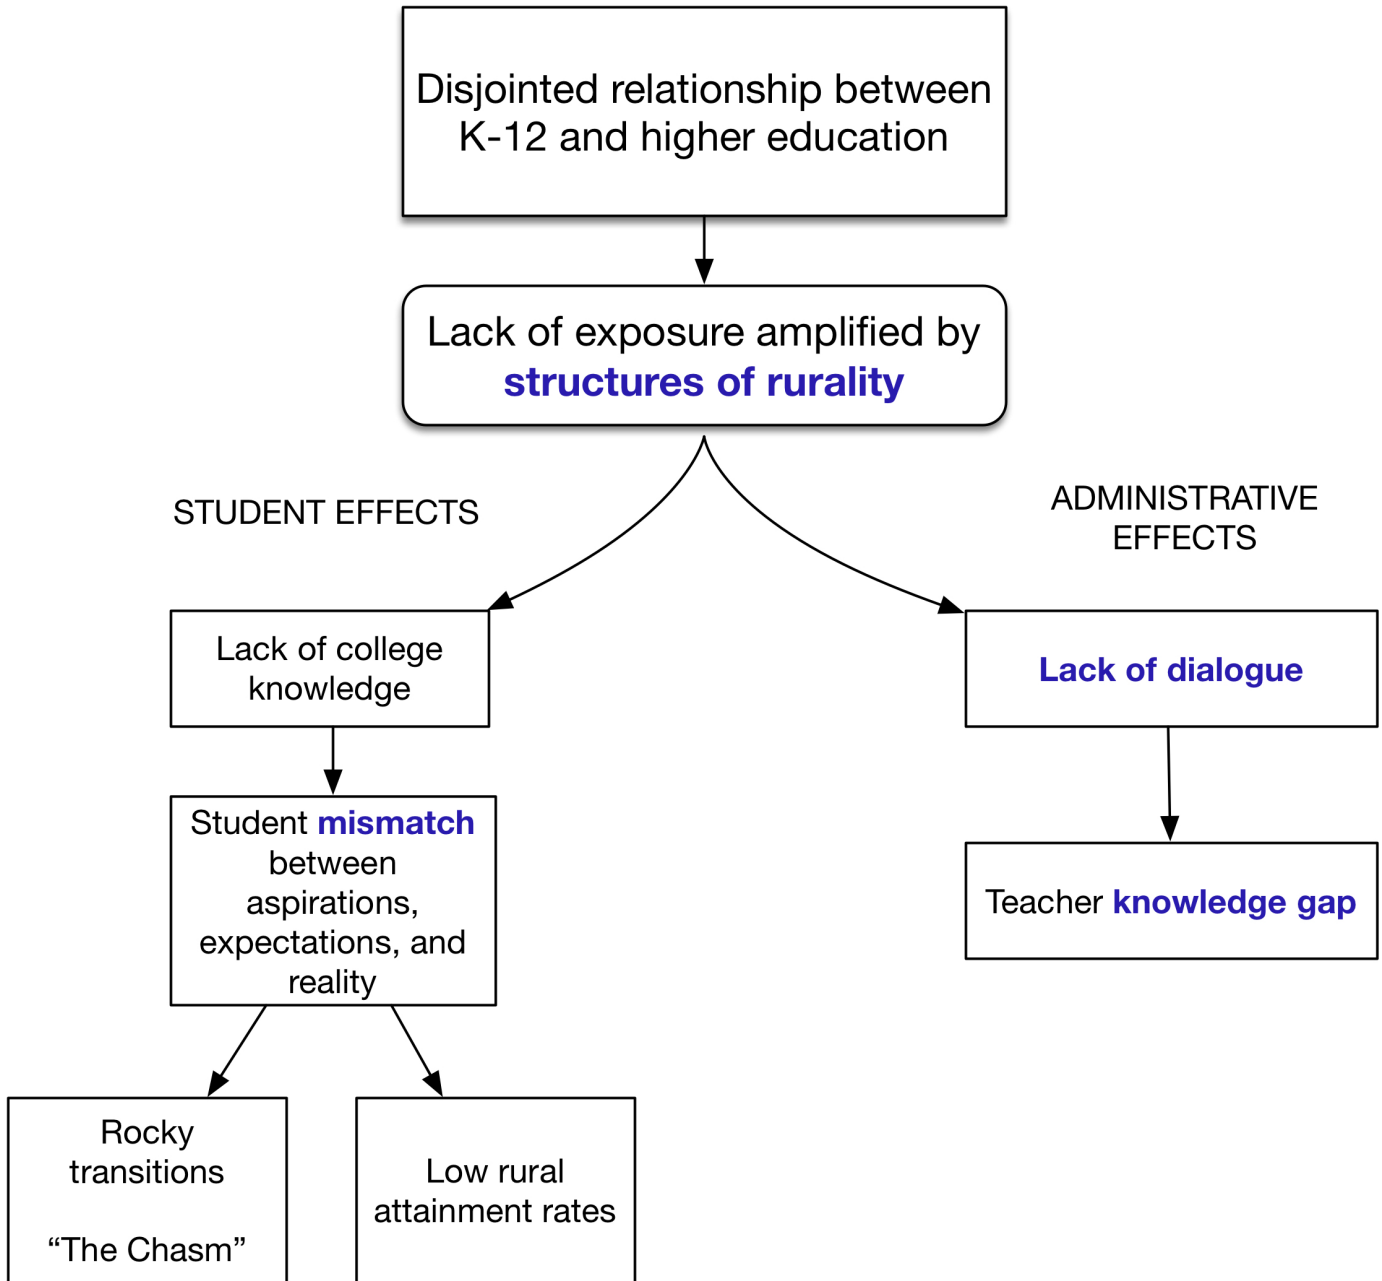 Disjointed relationship between
K-12 and higher education
Lack of exposure amplified by
structures of rurality
STUDENT EFFECTS
ADMINISTRATIVE
EFFECTS
Lack of college
knowledge
Lack of dialogue
Student mismatch
between
aspirations,
expectations, and
reality
Teacher knowledge gap
Rocky
transitions
“The Chasm”
Low rural
attainment rates